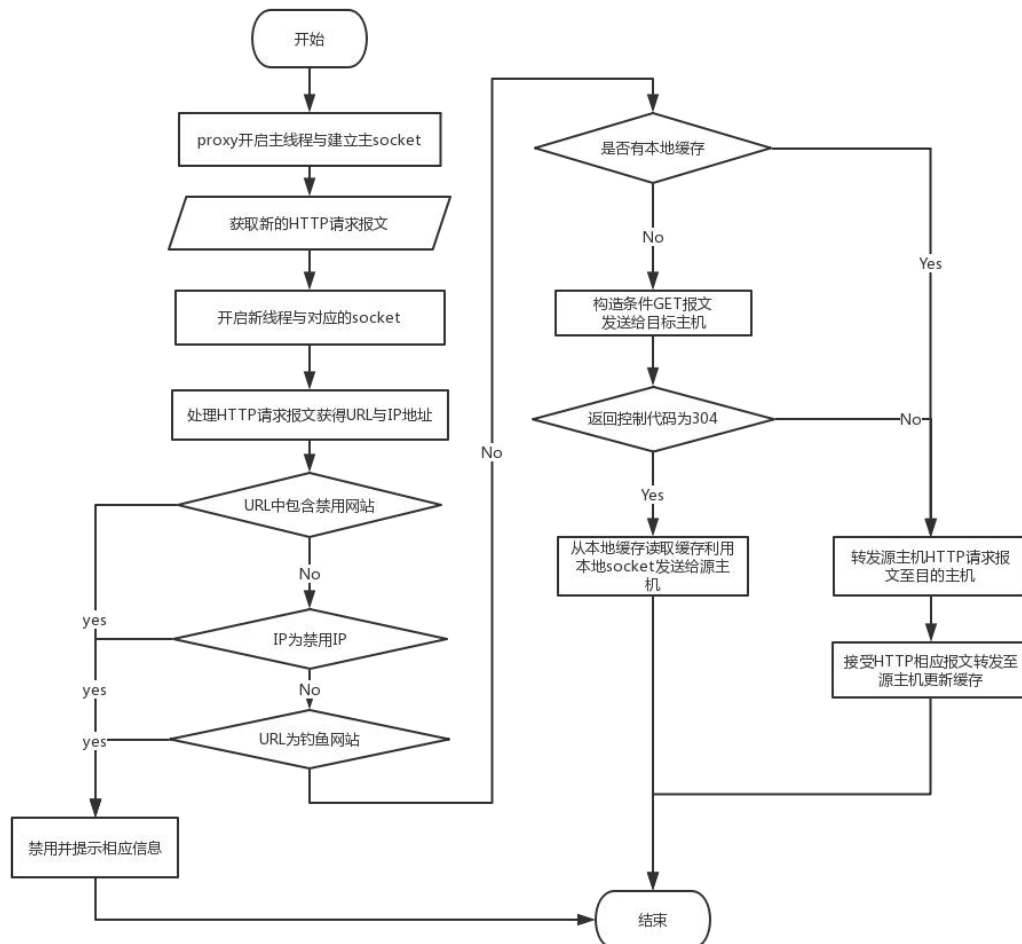 开始
proxy开启主线程与建立主socket
获取新的HTTP请求报文
开启新线程与对应的socket
处理HTTP请求报文获得URL与IP地址
URL中包含禁用网站
No
yes
IP为禁用IP
yes
No
URL为钓鱼网站
yes
禁用并提示相应信息
No
是否有本地缓存
No
Yes
构造条件GET报文
发送给目标主机
返回控制代码为304
No
Yes
从本地缓存读取缓存利用
本地socket发送给源主
机
转发源主机HTTP请求报
文至目的主机
接受HTTP相应报文转发至
源主机更新缓存
结束